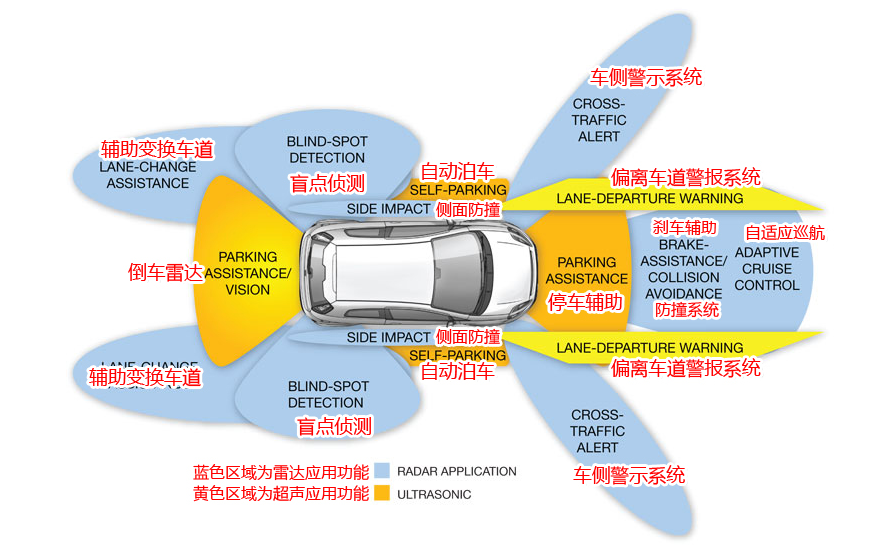 车侧警示系统
CROSS-
TRAFFIC
ALERT
辅助变换车道
LANE-CHANGE
ASSISTANCE
BLIND-SPOT
DETECTION
盲点侦测
自动泊车
SELF-PARKING
SIDE IMPACT 侧面防撞
偏离车道警报系统
LANE-DEPARTURE WARNING
倒车雷达
PARKING
ASSISTANCE/
VISION
PARKING
ASSISTANCE
停车辅助
刹车辅助
BRAKE-
ASSISTANCE/
COLLISION
AVOIDANCE
防撞系统
自适应巡航
ADAPTIVE
CRUISE
CONTROL
SIDE IMPACT 侧面防撞
SELF-PARKING
自动泊车
LANE-DEPARTURE WARNING
偏离车道警报系统
LANE-CHANGE
辅助变换车道
BLIND-SPOT
DETECTION
盲点侦测
CROSS-
TRAFFIC
ALERT
车侧警示系统
蓝色区域为雷达应用功能 RADAR APPLICATION
黄色区域为超声应用功能 ULTRASONIC